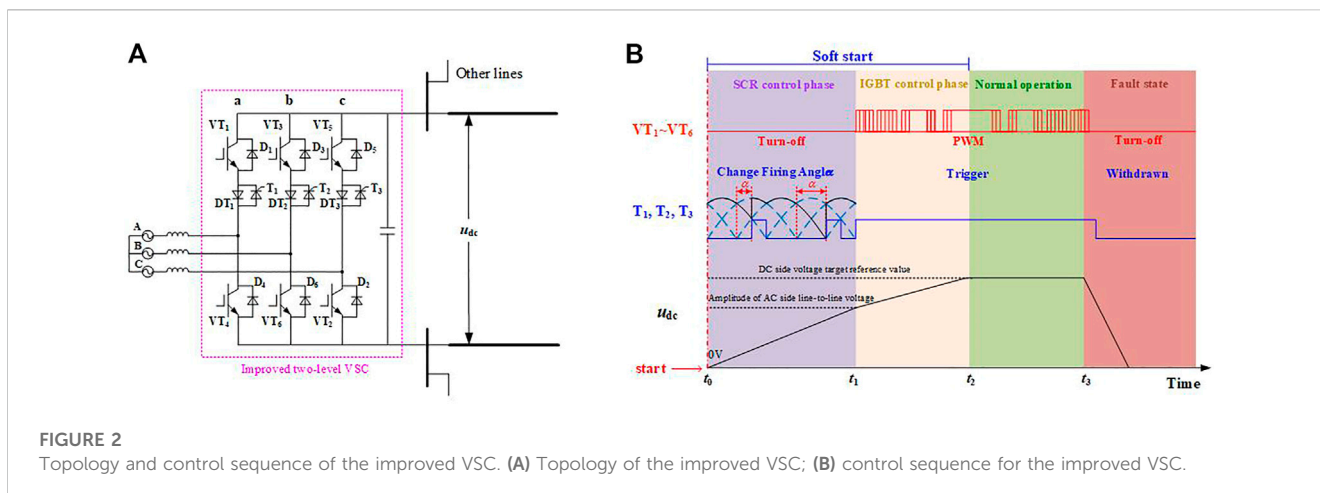 A
Other lines
a b c
VT1 VT3 VT5
D1 D3 D5
T1 T2 T3
DT1 DT2 DT3
A
B
C
udc
D4 D6 D2
VT4 VT6 VT2
Improved two-level VSC
B
Soft start
SCR control phase IGBT control phase Normal operation Fault state
VT1~VT6
Turn-off PWM Turn-off
Change Firing Angleα Trigger Withdrawn
α α
T1, T2, T3
DC side voltage target reference value
Amplitude of AC side line-to-line voltage
udc
0V
start
t0 t1 t2 t3 Time
FIGURE 2
Topology and control sequence of the improved VSC. (A) Topology of the improved VSC; (B) control sequence for the improved VSC.